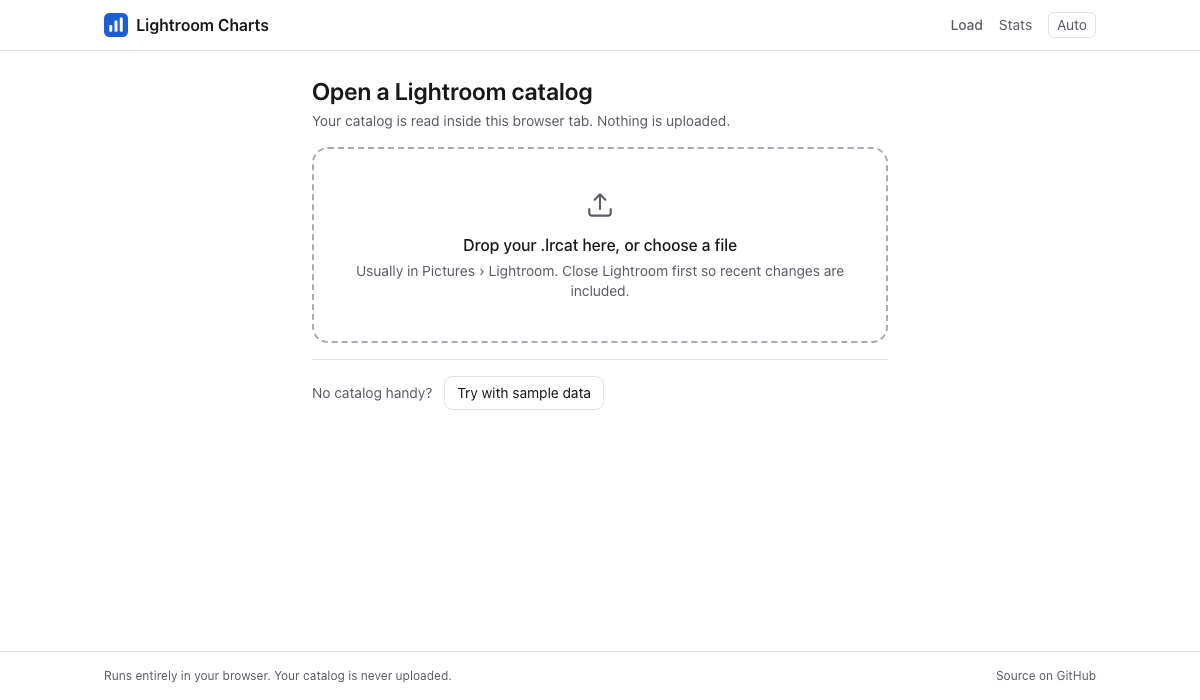 Lightroom Charts
Load
Stats
Auto
Open a Lightroom catalog
Your catalog is read inside this browser tab. Nothing is uploaded.
Drop your .lrcat here, or choose a file
Usually in Pictures › Lightroom. Close Lightroom first so recent changes are
included.
No catalog handy?
Try with sample data
Runs entirely in your browser. Your catalog is never uploaded.
Source on GitHub